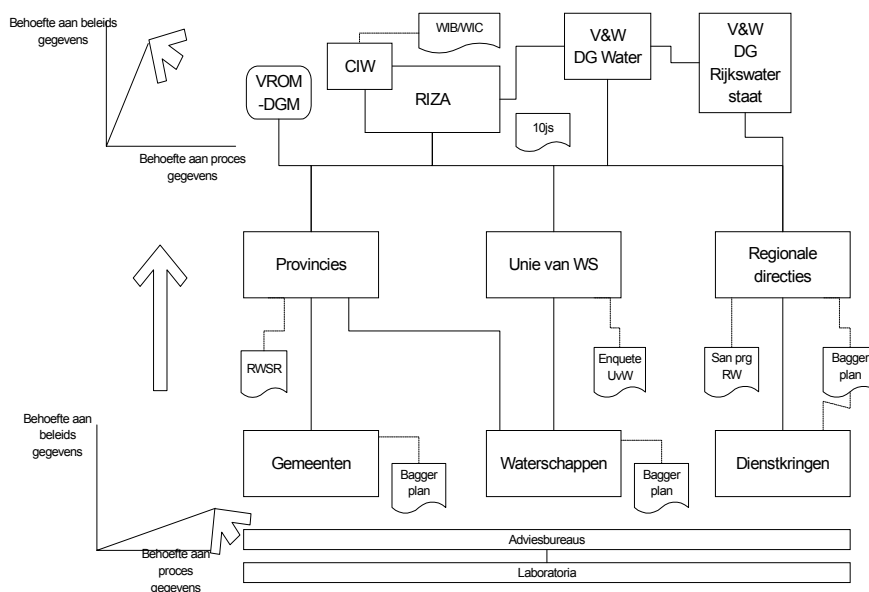 Behoefte aan beleids
gegevens
WIB/WIC
V&W
DG Water
V&W
DG
Rijkswater
staat
CIW
VROM
-DGM
RIZA
10js
Behoefte aan proces
gegevens
Provincies
Unie van WS
Regionale
directies
RWSR
Enquete
UvW
San prg
RW
Bagger
plan
Behoefte aan
beleids
gegevens
Gemeenten
Bagger
plan
Waterschappen
Bagger
plan
Dienstkringen
Behoefte aan
proces
gegevens
Adviesbureaus
Laboratoria